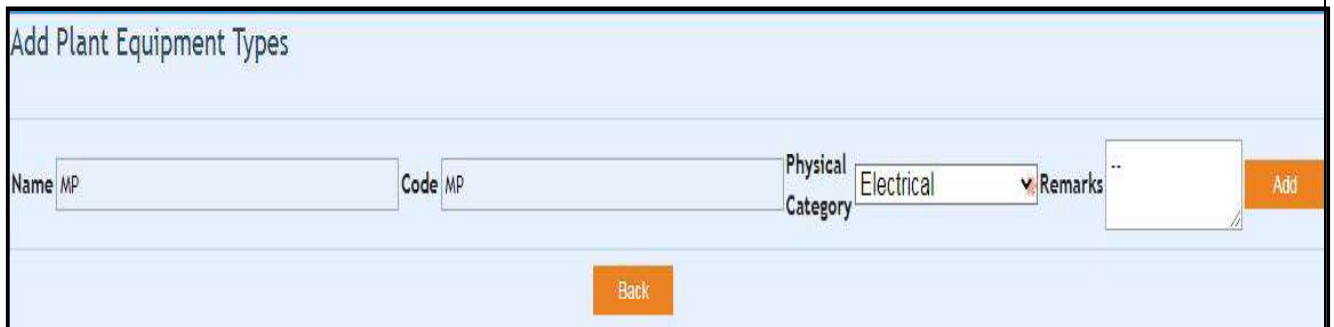 Add Plant Equipment Types
Name MP Code MP Physical Category Electrical Remarks -- Add
Back